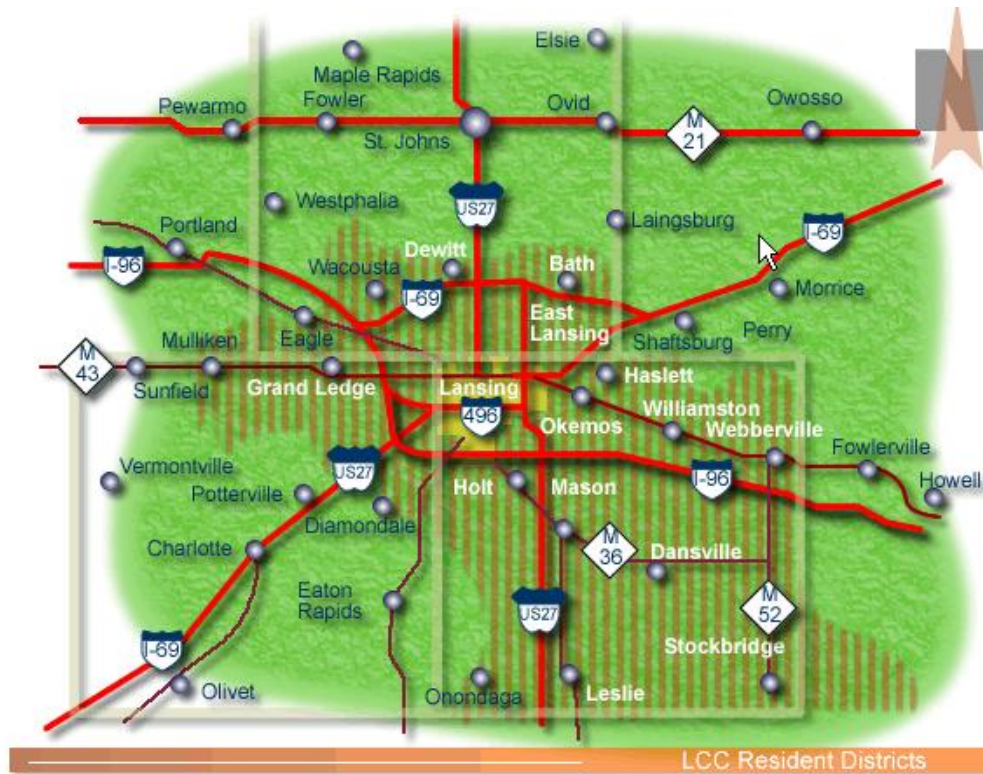 Elsie
Maple Rapids
Pewarmo
Fowler
Ovid
Owosso
St. Johns
M
21
Westphalia
US27
Laingsburg
Portland
I-69
I-96
Dewitt
Wacousta
Bath
I-69
Morrice
East
Lansing
Mulliken
Eagle
Shaftsburg
Perry
M
43
Sunfield
Grand Ledge
Lansing
Haslett
496
Okemos
Williamston
Webberville
Fowlerville
Vermontville
US27
Potterville
Holt
Mason
I-96
Howell
Diamondale
Charlotte
M
36
Dansville
Eaton
Rapids
US27
M
52
Stockbridge
I-69
Olivet
Onondaga
Leslie
LCC Resident Districts
N